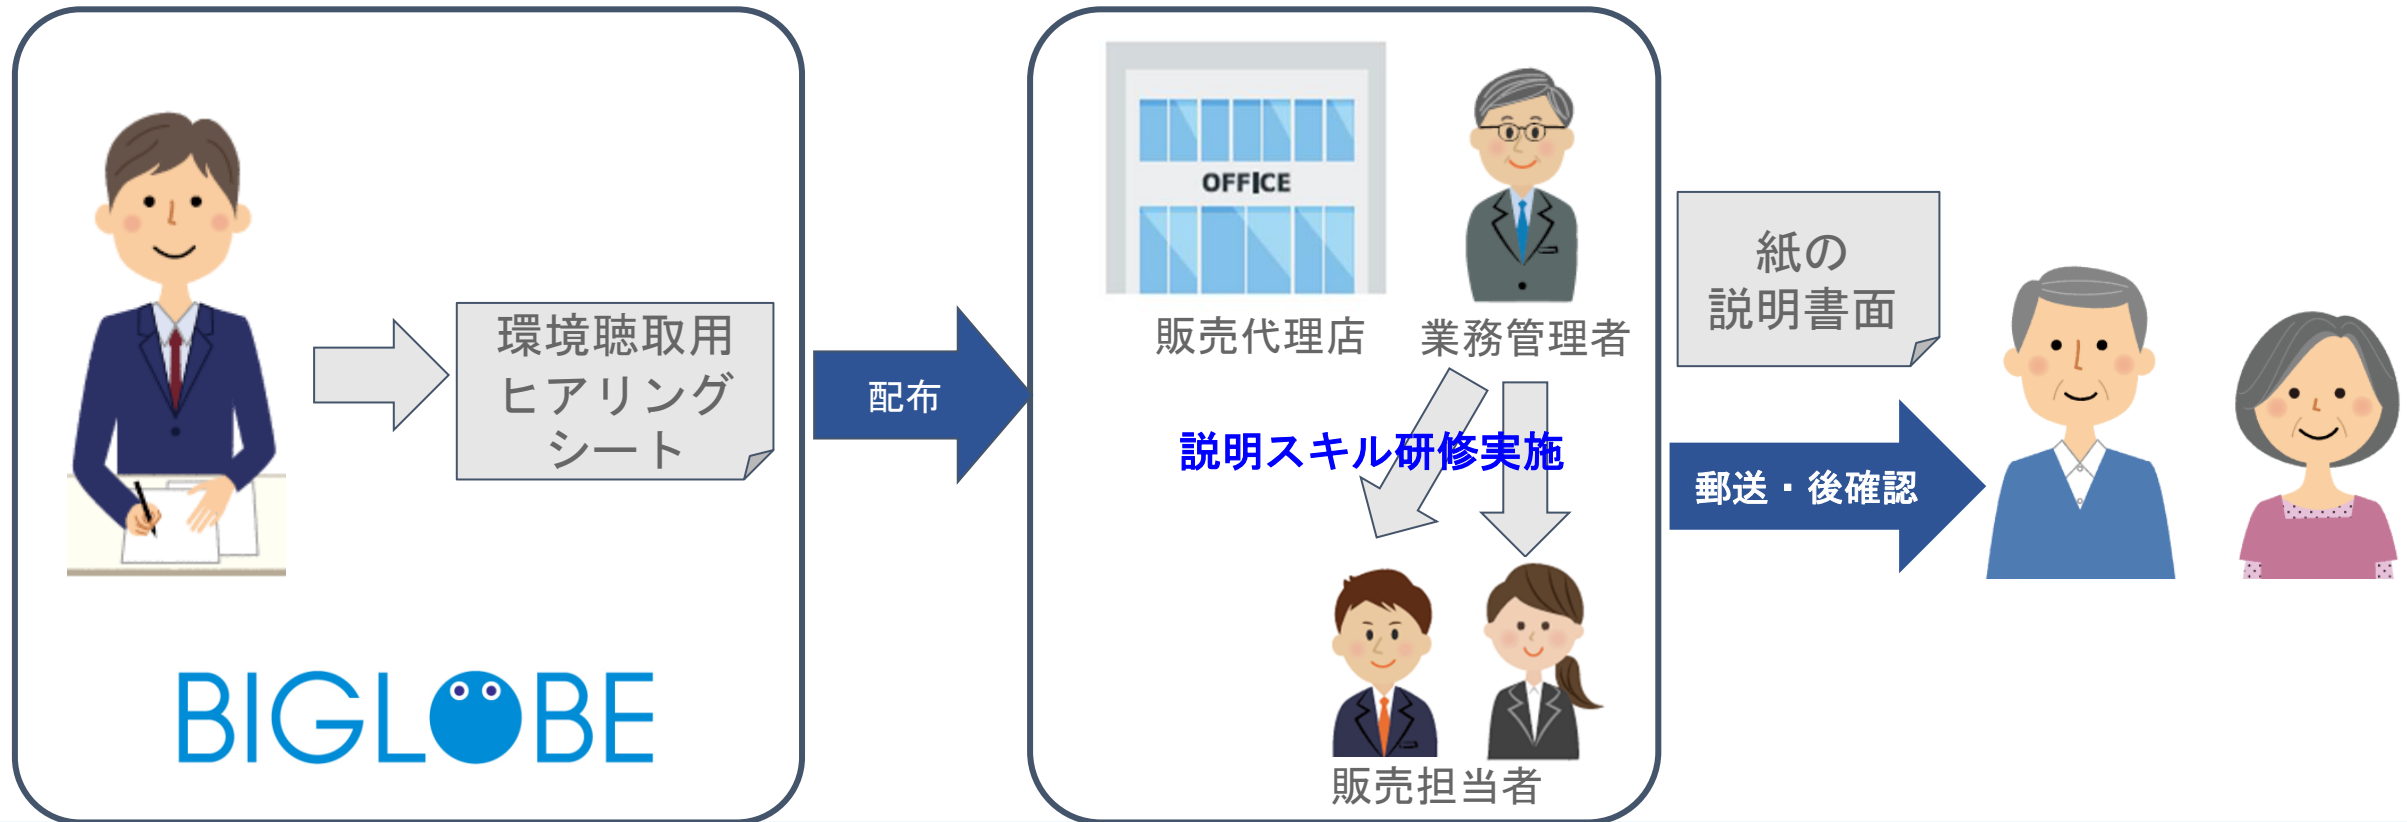 環境聴取用
ヒアリング
シート
BIGLOBE
配布
OFFICE
販売代理店
業務管理者
説明スキル研修実施
販売担当者
紙の
説明書面
郵送・後確認